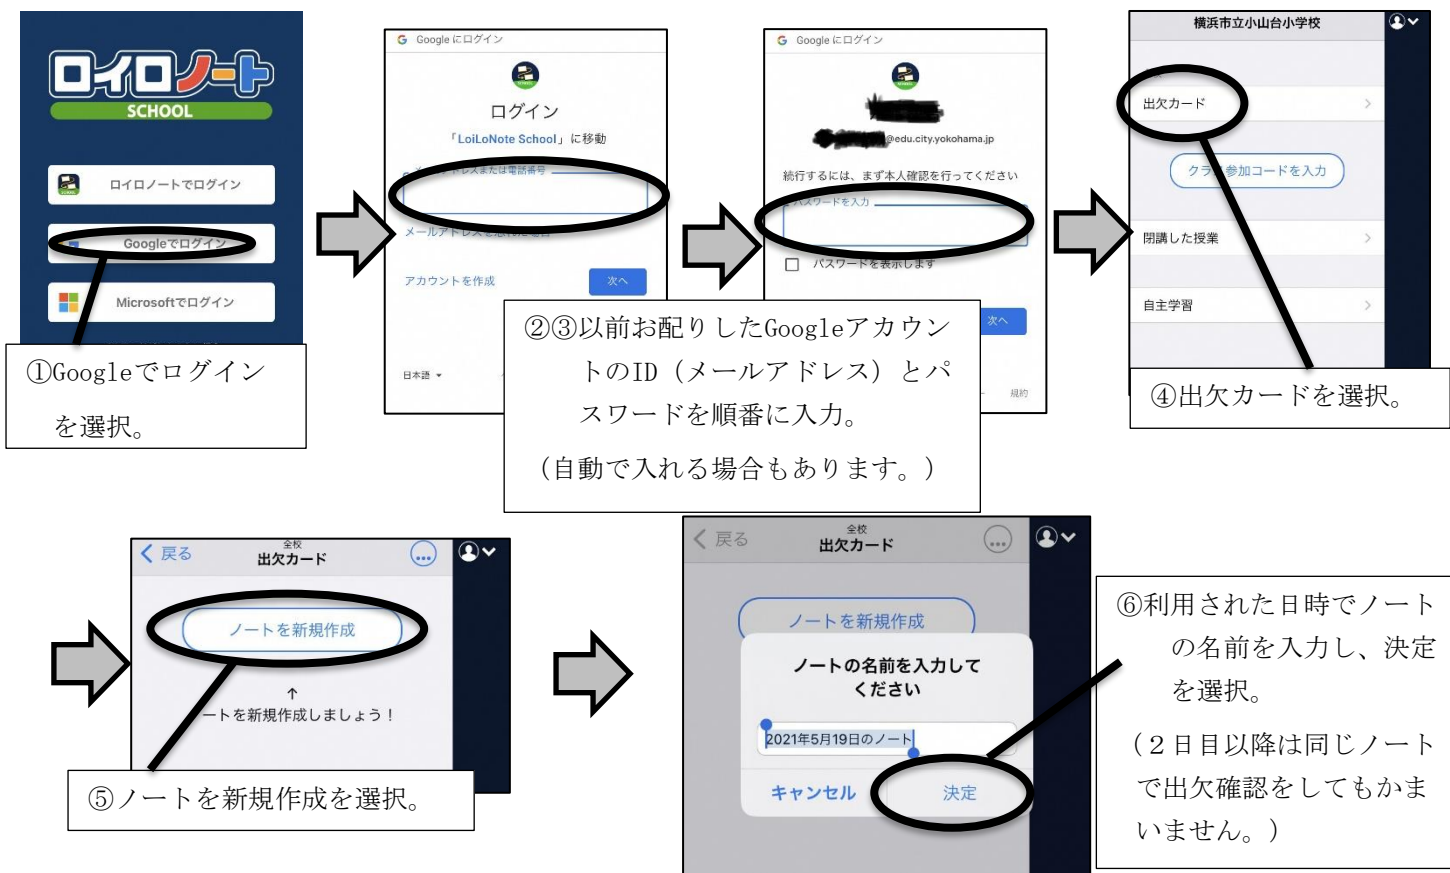 ロイロノート
SCHOOL
ロイロノートでログイン
Googleでログイン
Microsoftでログイン
①Googleでログイン
を選択。
G Google にログイン
ログイン
「LoiLoNote School」に移動
メールアドレスまたは電話番号
メールアドレスを忘れた場合
アカウントを作成
次へ
日本語
G Google にログイン
@edu.city.yokohama.jp
続行するには、まず本人確認を行ってください
パスワードを入力
パスワードを表示します
次へ
規約
②③以前お配りしたGoogleアカウン
トのID（メールアドレス）とパ
スワードを順番に入力。
（自動で入れる場合もあります。）
横浜市立小山台小学校
出欠カード
クラス参加コードを入力
閉講した授業
自主学習
④出欠カードを選択。
戻る
全校
出欠カード
ノートを新規作成
↑
ートを新規作成しましょう！
⑤ノートを新規作成を選択。
戻る
全校
出欠カード
ノートを新規作成
ノートの名前を入力して
ください
2021年5月19日のノート
キャンセル
決定
⑥利用された日時でノート
の名前を入力し、決定
を選択。
（２日目以降は同じノート
で出欠確認をしてもかま
いません。）